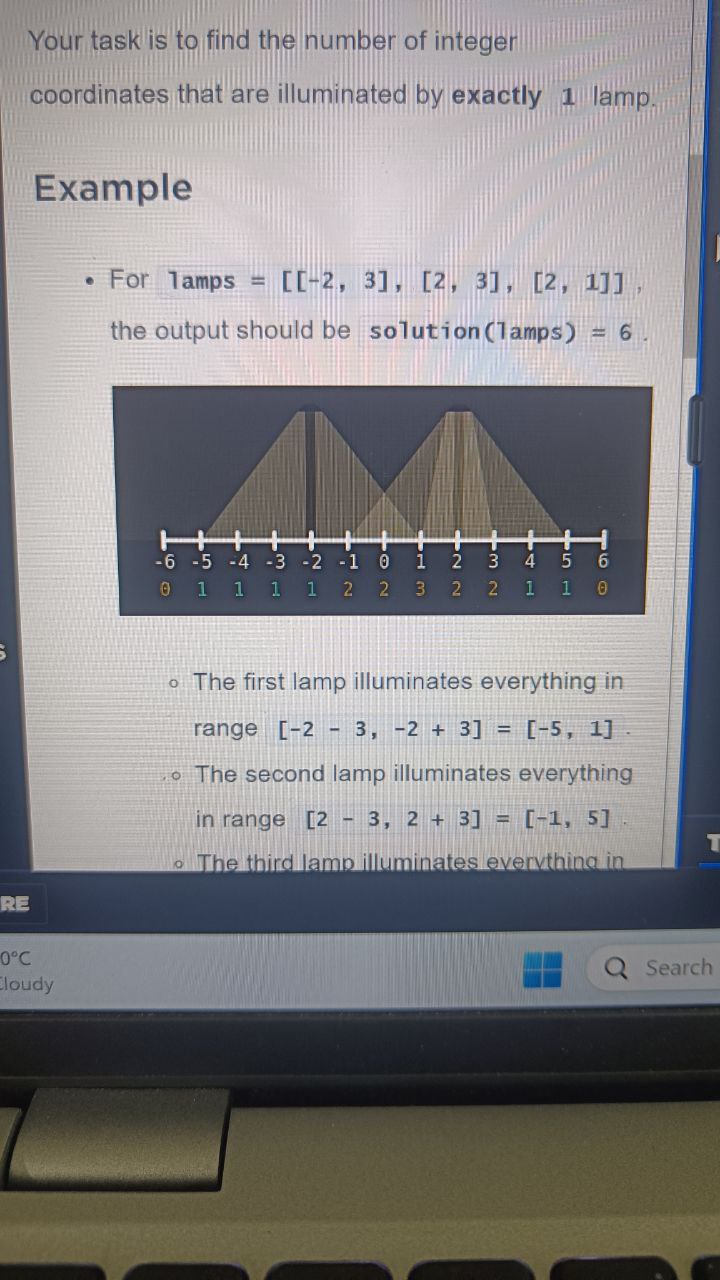 Your task is to find the number of integer
coordinates that are illuminated by exactly 1 lamp.
Example
• For lamps = [[-2, 3], [2, 3], [2, 1]] ,
the output should be solution(lamps) = 6 .
-6 -5 -4 -3 -2 -1 0 1 2 3 4 5 6
0 1 1 1 1 2 2 3 2 2 1 1 0
○ The first lamp illuminates everything in
range [-2 - 3, -2 + 3] = [-5, 1] .
○ The second lamp illuminates everything
in range [2 - 3, 2 + 3] = [-1, 5] .
○ The third lamp illuminates everything in
RE
0°C
Cloudy
Search